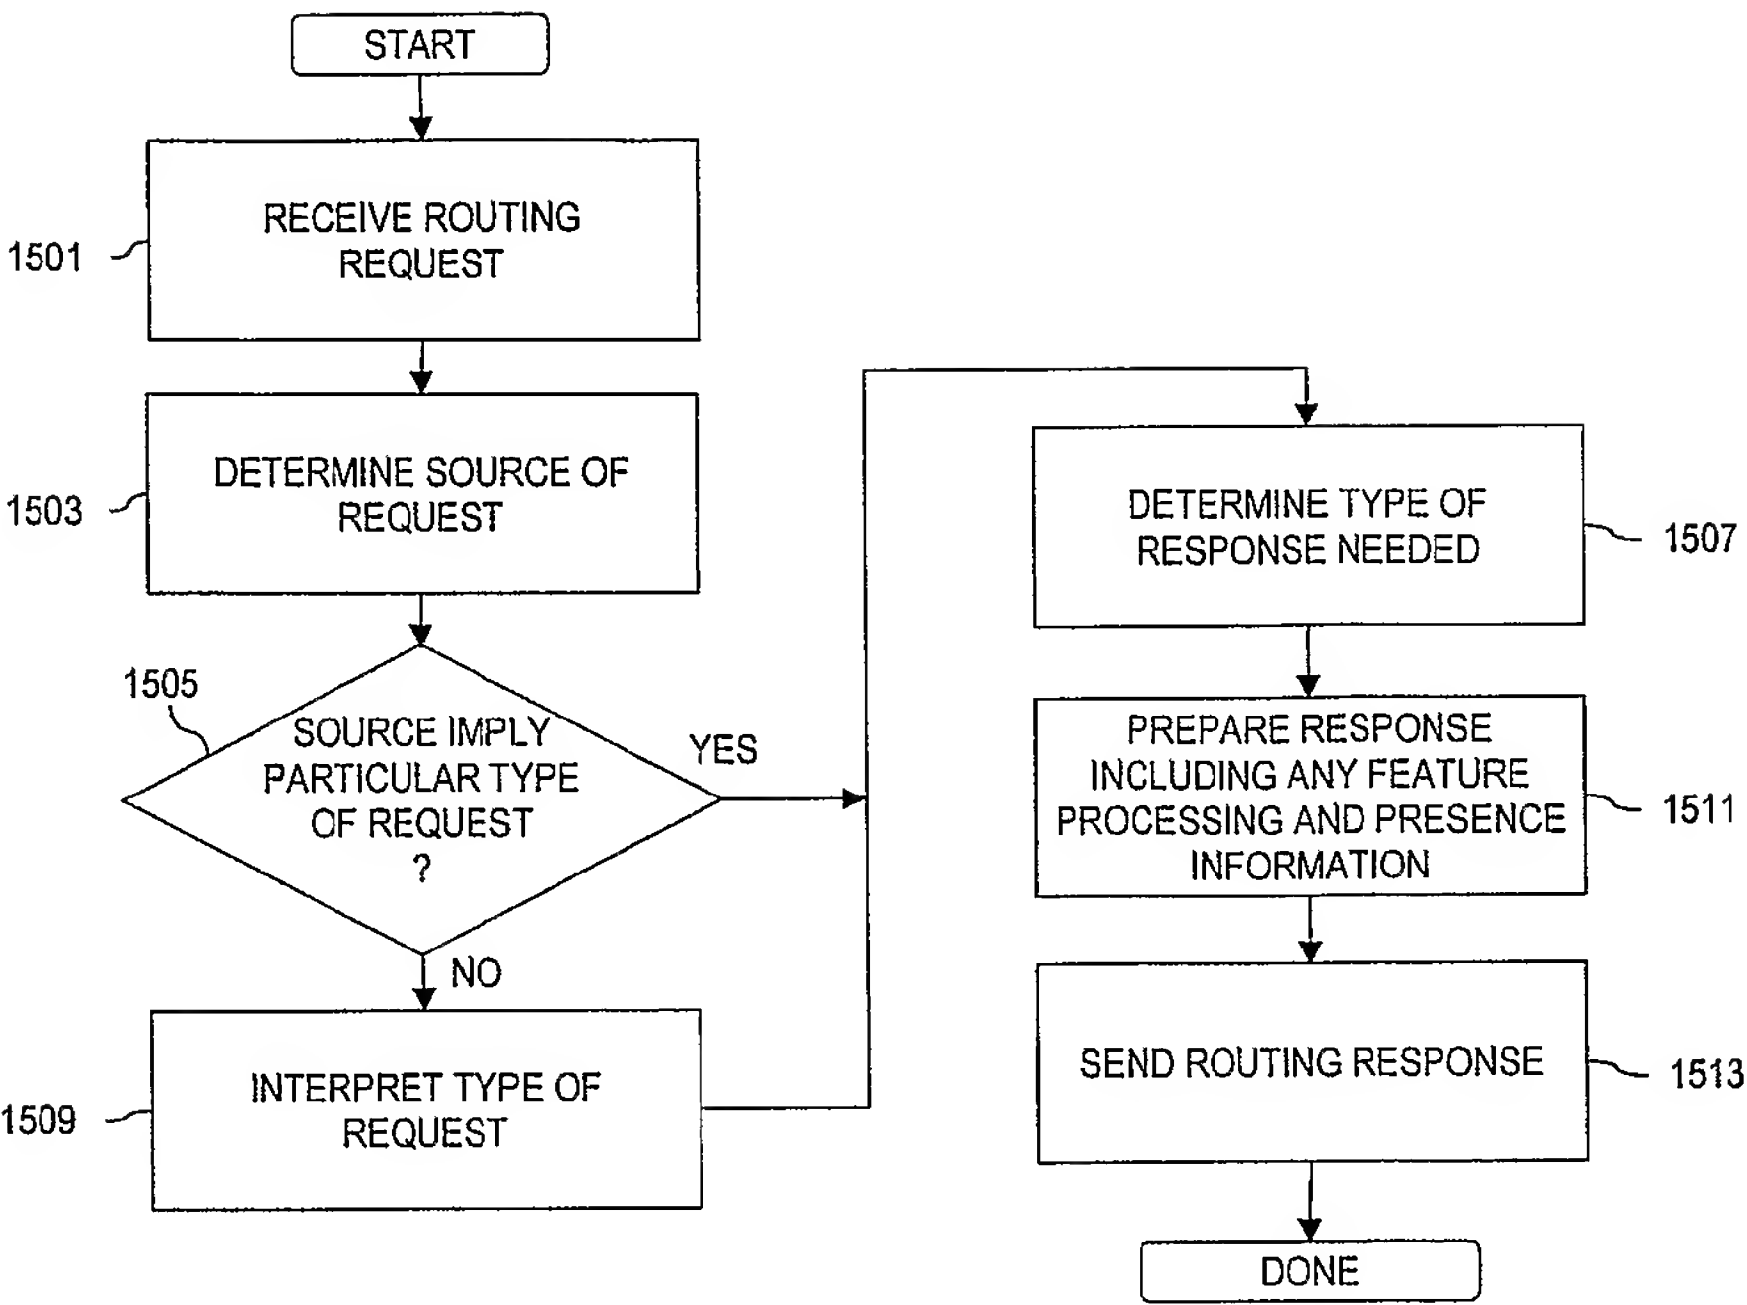 START
1501
RECEIVE ROUTING
REQUEST
1503
DETERMINE SOURCE OF
REQUEST
1505
SOURCE IMPLY
PARTICULAR TYPE
OF REQUEST
?
YES
NO
1509
INTERPRET TYPE OF
REQUEST
DETERMINE TYPE OF
RESPONSE NEEDED
1507
PREPARE RESPONSE
INCLUDING ANY FEATURE
PROCESSING AND PRESENCE
INFORMATION
1511
SEND ROUTING RESPONSE
1513
DONE